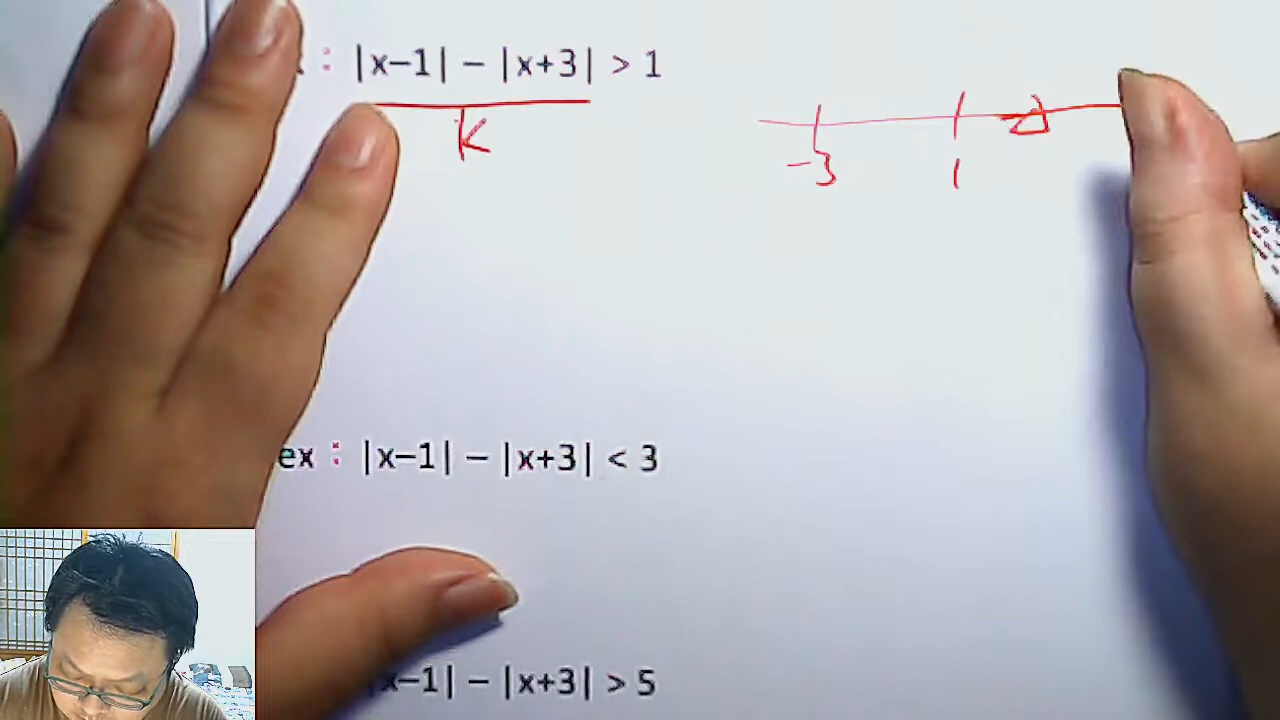 : |x−1| − |x+3| > 1
K
-3 1
ex : |x−1| − |x+3| < 3
x−1| − |x+3| > 5